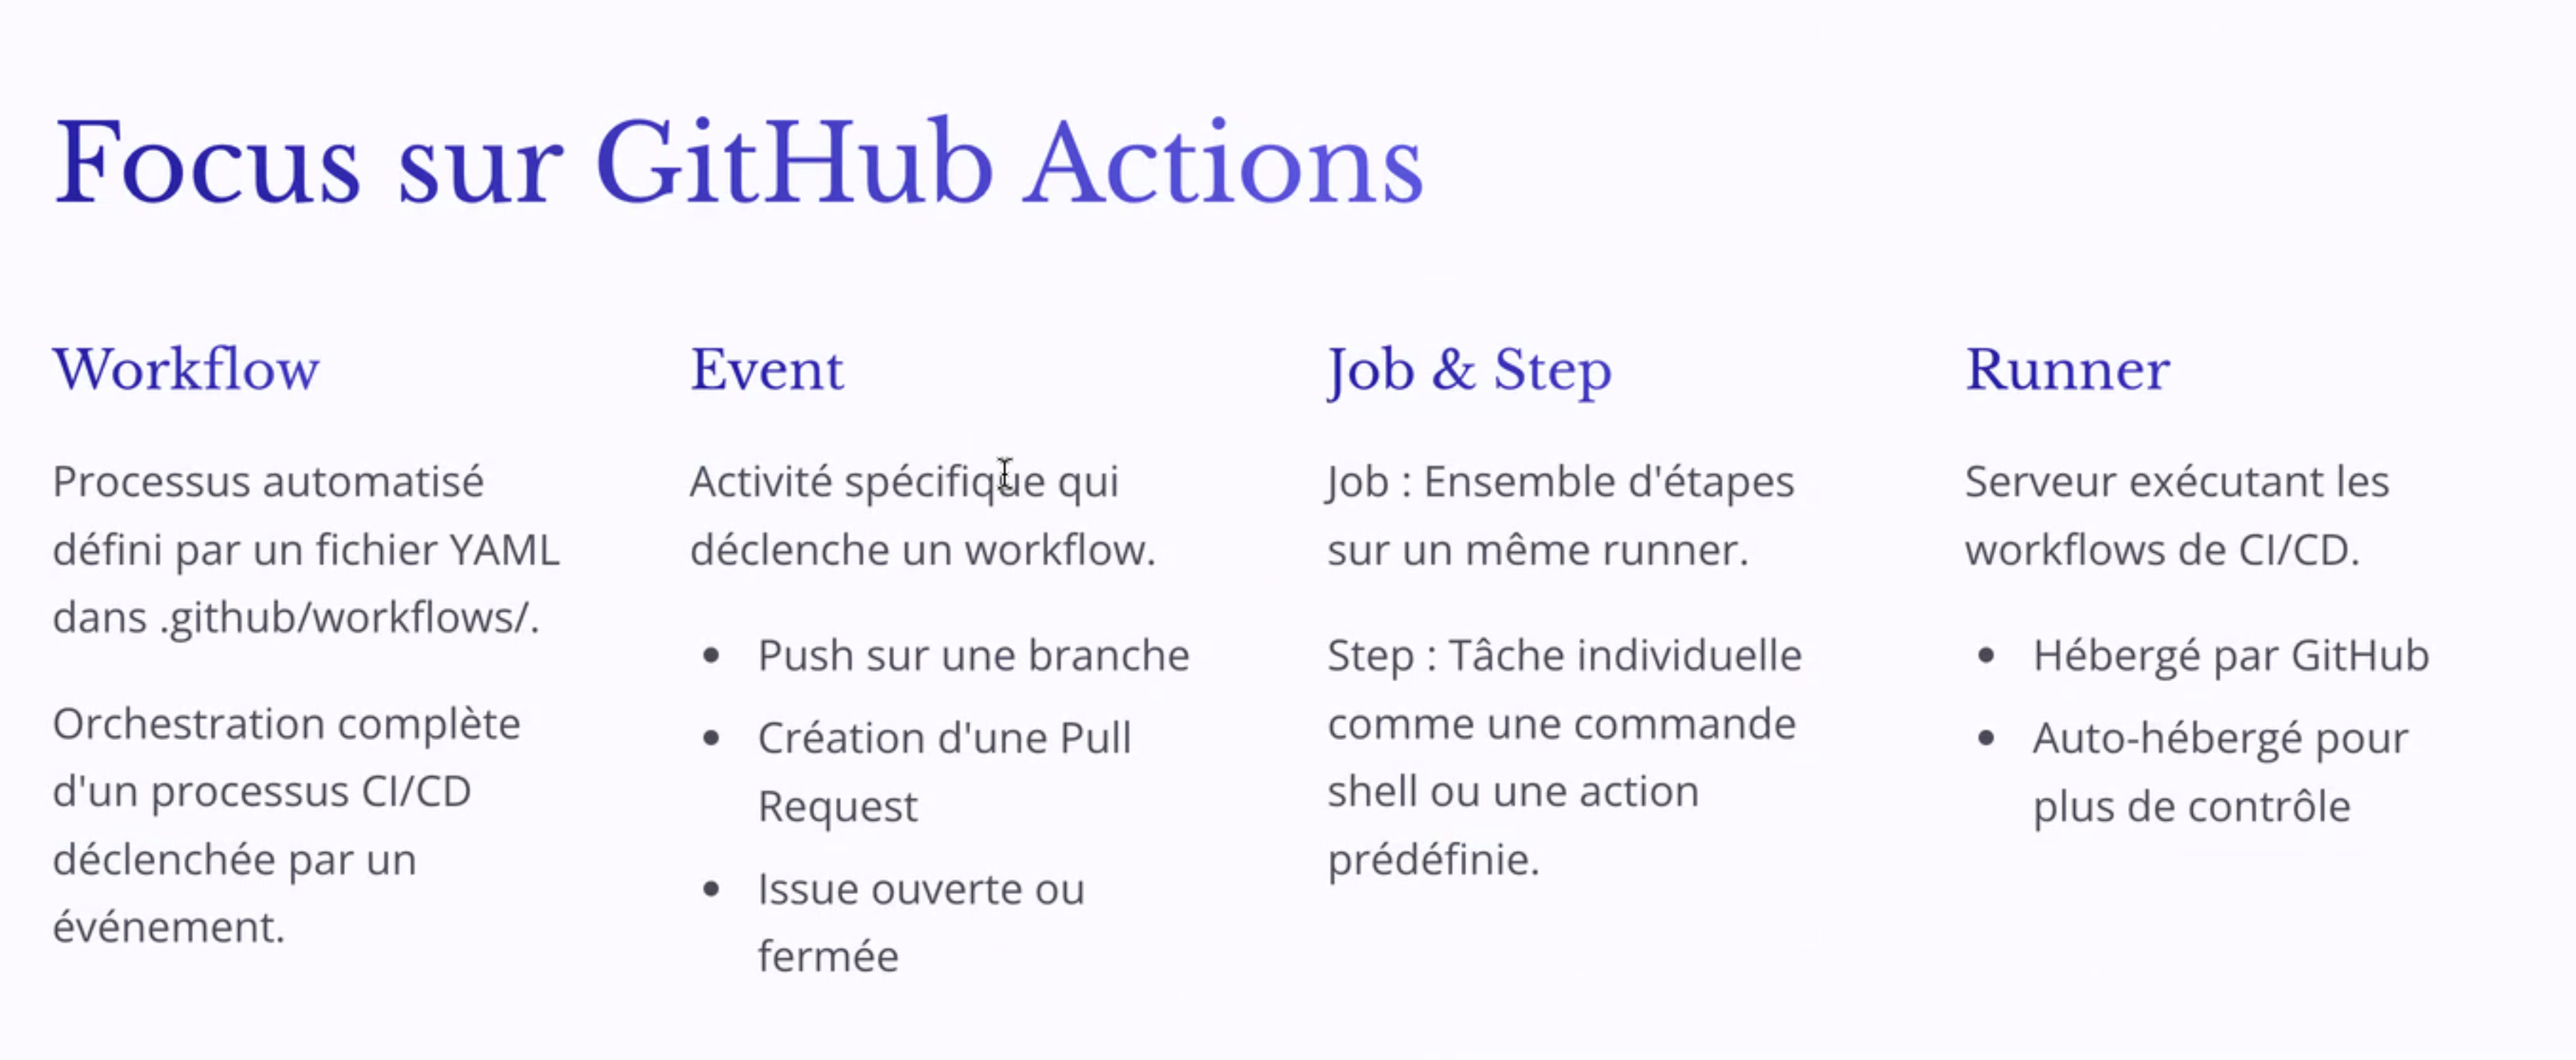 Focus sur GitHub Actions
Workflow
Processus automatisé
défini par un fichier YAML
dans .github/workflows/.
Orchestration complète
d'un processus CI/CD
déclenchée par un
événement.
Event
Activité spécifique qui
déclenche un workflow.
• Push sur une branche
• Création d'une Pull
Request
• Issue ouverte ou
fermée
Job & Step
Job : Ensemble d'étapes
sur un même runner.
Step : Tâche individuelle
comme une commande
shell ou une action
prédéfinie.
Runner
Serveur exécutant les
workflows de CI/CD.
• Hébergé par GitHub
• Auto-hébergé pour
plus de contrôle